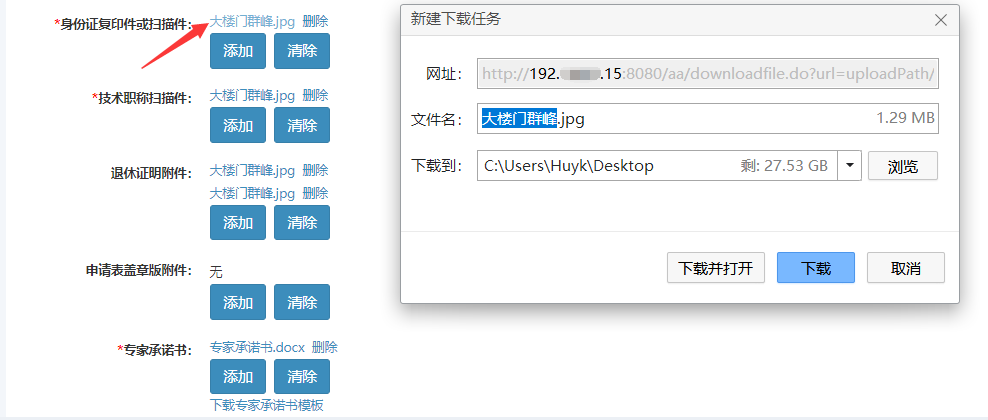 *身份证复印件或扫描件:
大楼门群峰.jpg 删除
添加 清除
*技术职称扫描件:
大楼门群峰.jpg 删除
添加 清除
退休证明附件:
大楼门群峰.jpg 删除
大楼门群峰.jpg 删除
添加 清除
申请表盖章版附件:
无
添加 清除
*专家承诺书:
专家承诺书.docx 删除
添加 清除
下载专家承诺书模板
新建下载任务
网址:
http://192. .15:8080/aa/downloadfile.do?url=uploadPath/
文件名:
大楼门群峰.jpg 1.29 MB
下载到:
C:\Users\Huyk\Desktop 剩: 27.53 GB 浏览
下载并打开 下载 取消